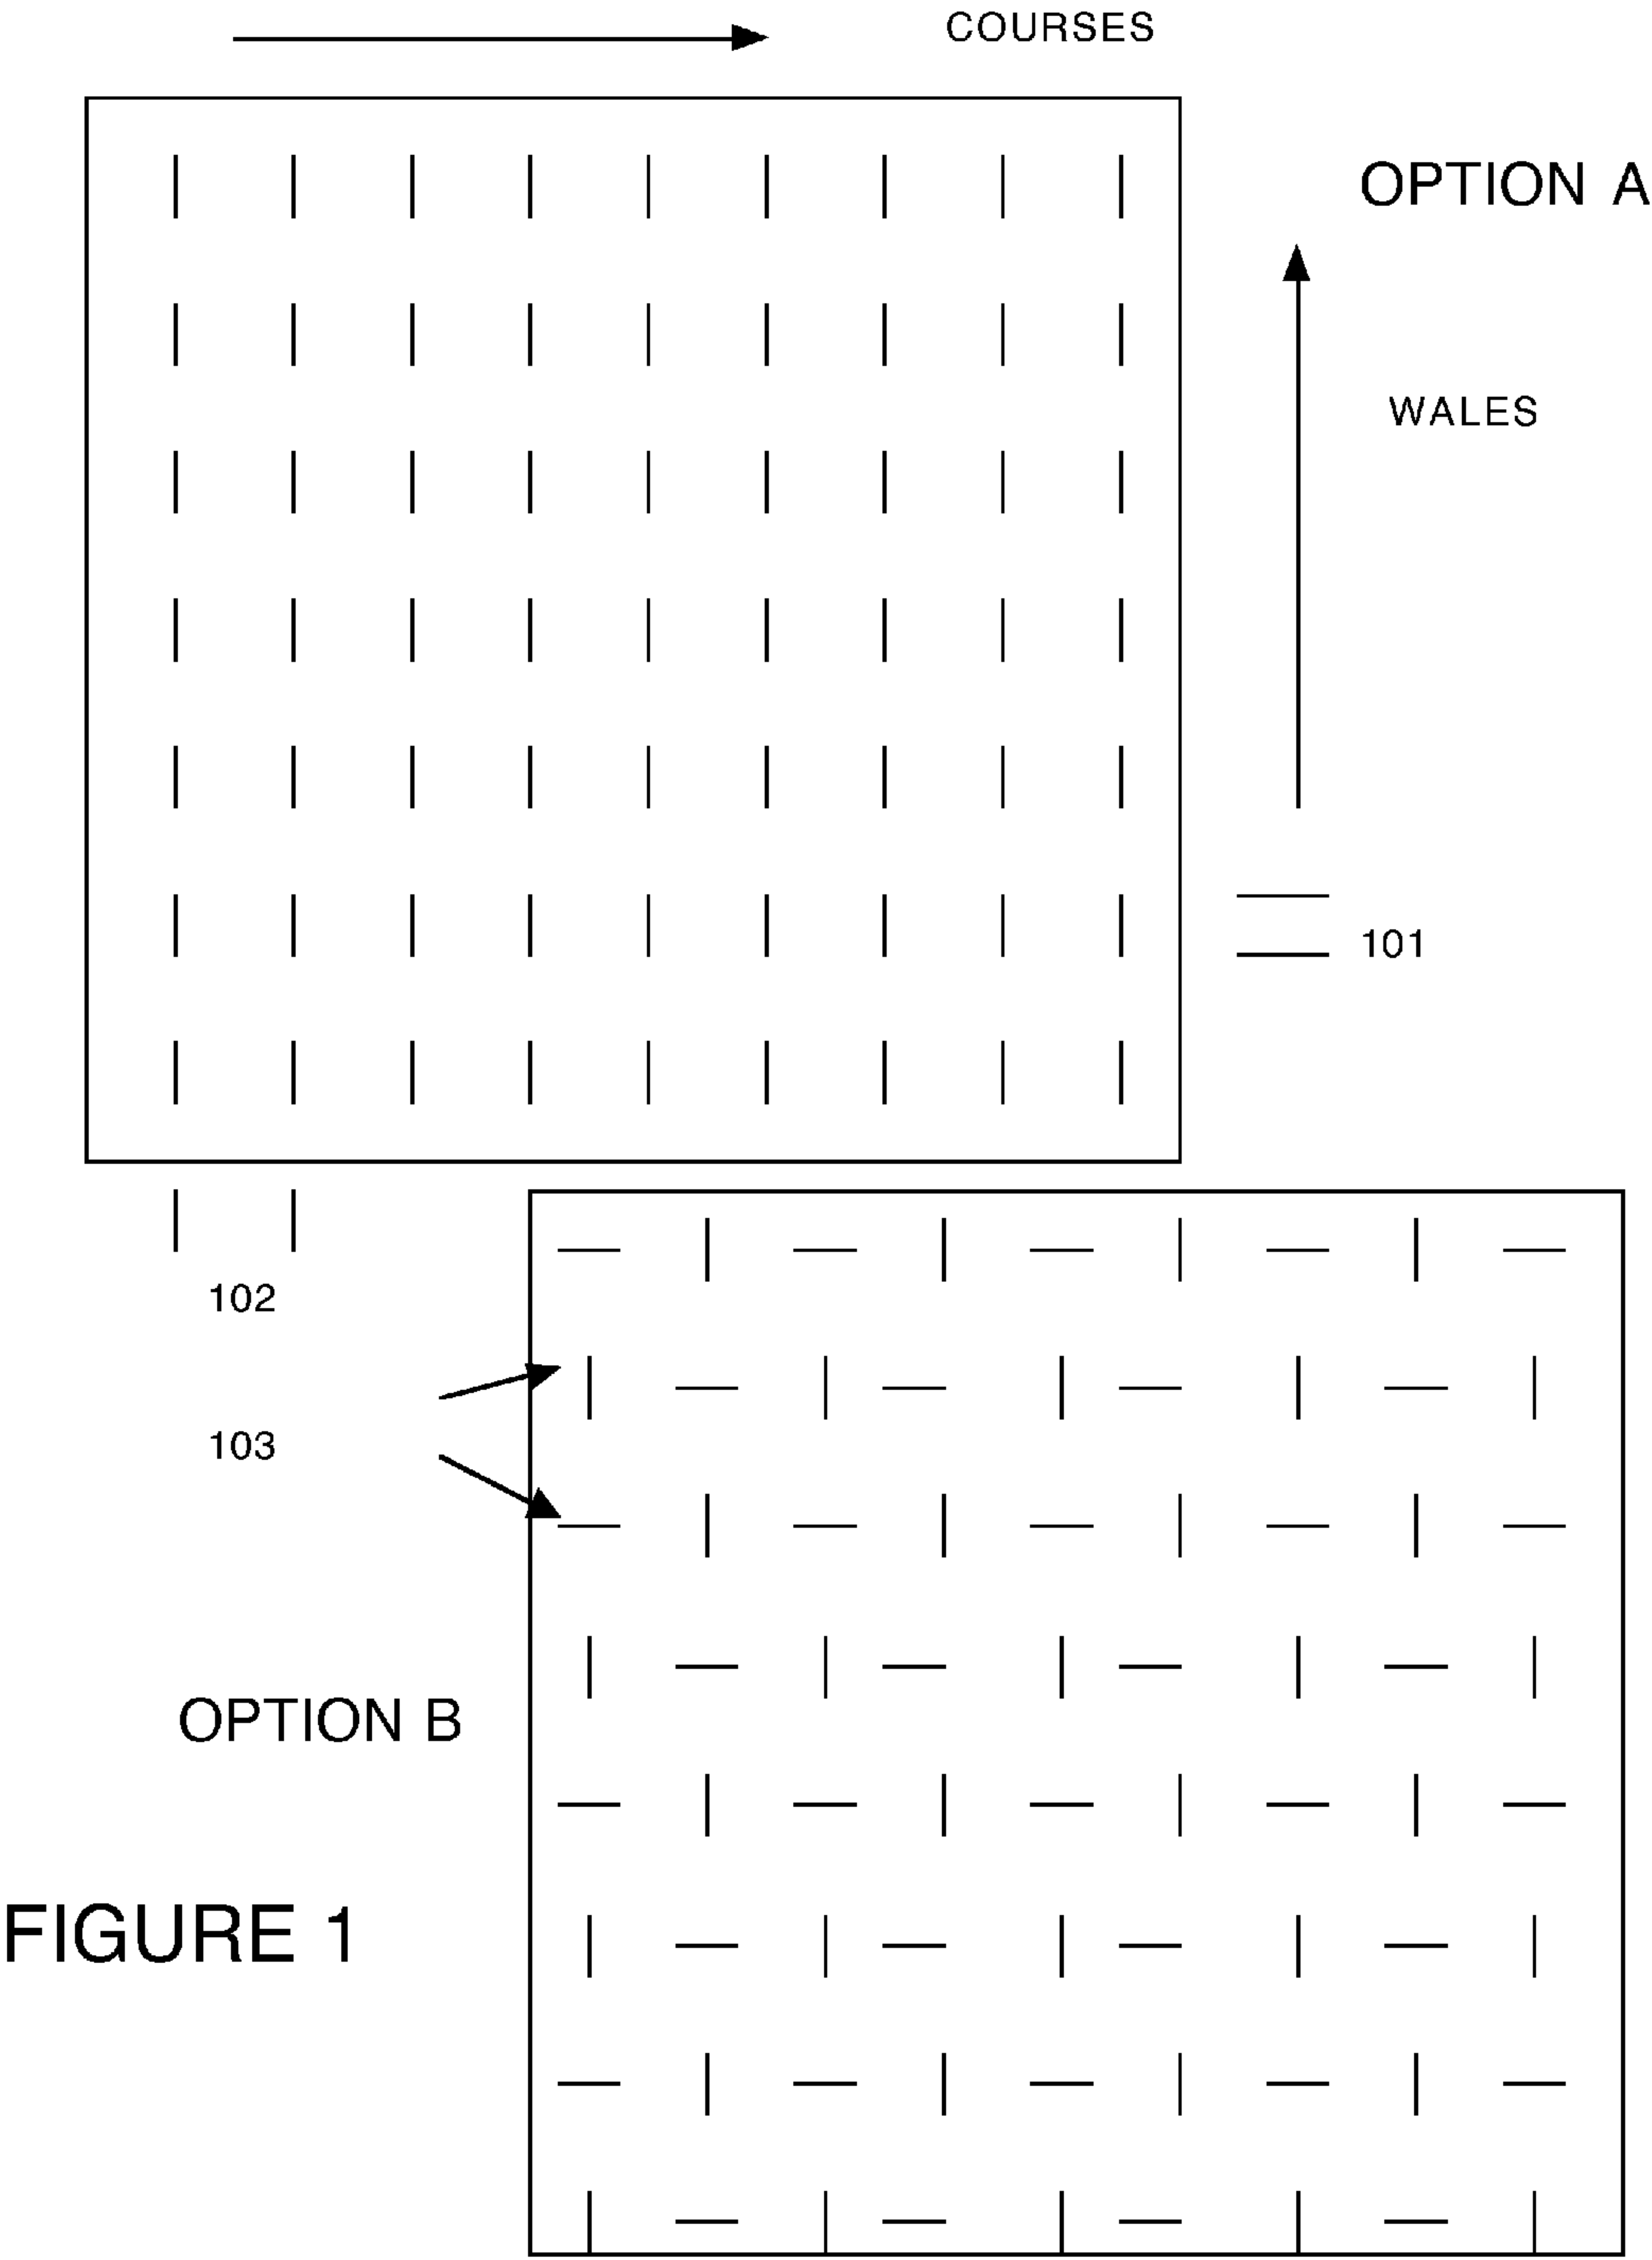 COURSES
OPTION A
WALES
101
102
103
OPTION B
FIGURE 1